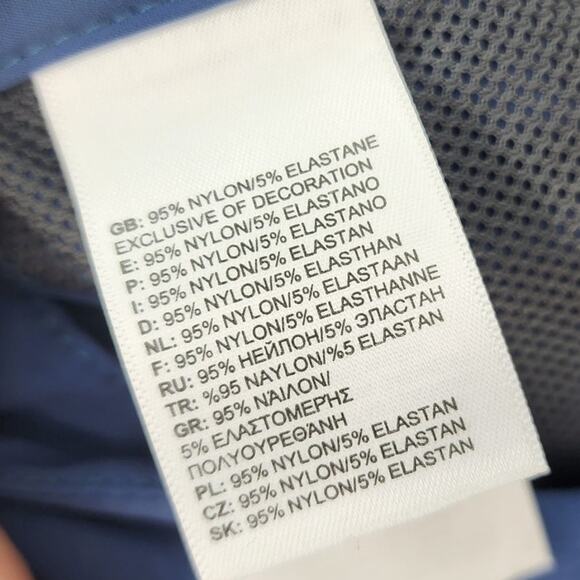 GB: 95% NYLON/5% ELASTANE
EXCLUSIVE OF DECORATION
E: 95% NYLON/5% ELASTANO
P: 95% NYLON/5% ELASTANO
I: 95% NYLON/5% ELASTAN
D: 95% NYLON/5% ELASTHAN
NL: 95% NYLON/5% ELASTAAN
F: 95% NYLON/5% ELASTHANNE
RU: 95% НЕЙЛОН/5% ЭЛАСТАН
TR: %95 NAYLON/%5 ELASTAN
GR: 95% ΝΑΙΛΟΝ/
5% ΕΛΑΣΤΟΜΕΡΗΣ
ΠΟΛΥΟΥΡΕΘΑΝΗ
PL: 95% NYLON/5% ELASTAN
CZ: 95% NYLON/5% ELASTAN
SK: 95% NYLON/5% ELASTAN